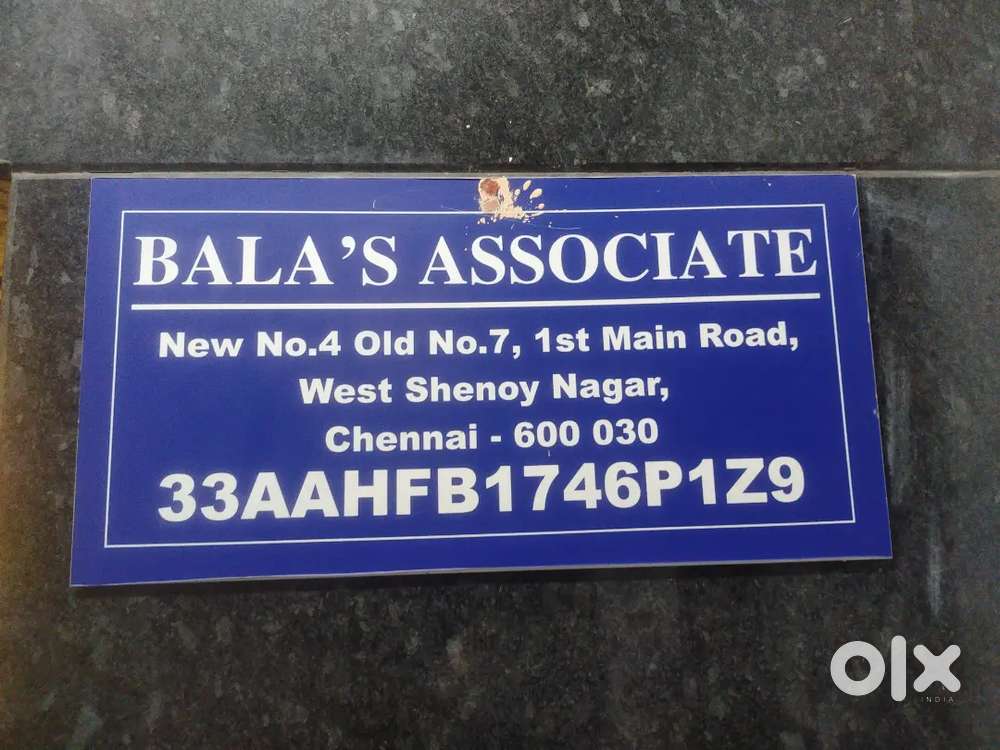 BALA'S ASSOCIATE
New No.4 Old No.7, 1st Main Road,
West Shenoy Nagar,
Chennai - 600 030
33AAHFB1746P1Z9
olx
INDIA